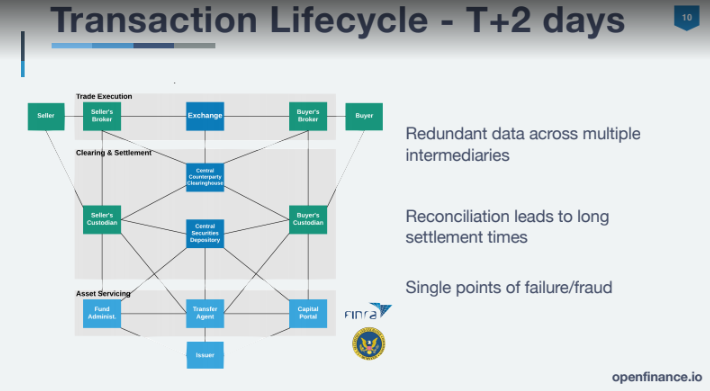 Transaction Lifecycle - T+2 days
10
Trade Execution
Seller
Seller's
Broker
Exchange
Buyer's
Broker
Buyer
Clearing & Settlement
Central
Counterparty
Clearinghouse
Seller's
Custodian
Central
Securities
Depository
Buyer's
Custodian
Asset Servicing
Fund
Administ.
Transfer
Agent
Capital
Portal
Issuer
Finra
Redundant data across multiple
intermediaries
Reconciliation leads to long
settlement times
Single points of failure/fraud
openfinance.io